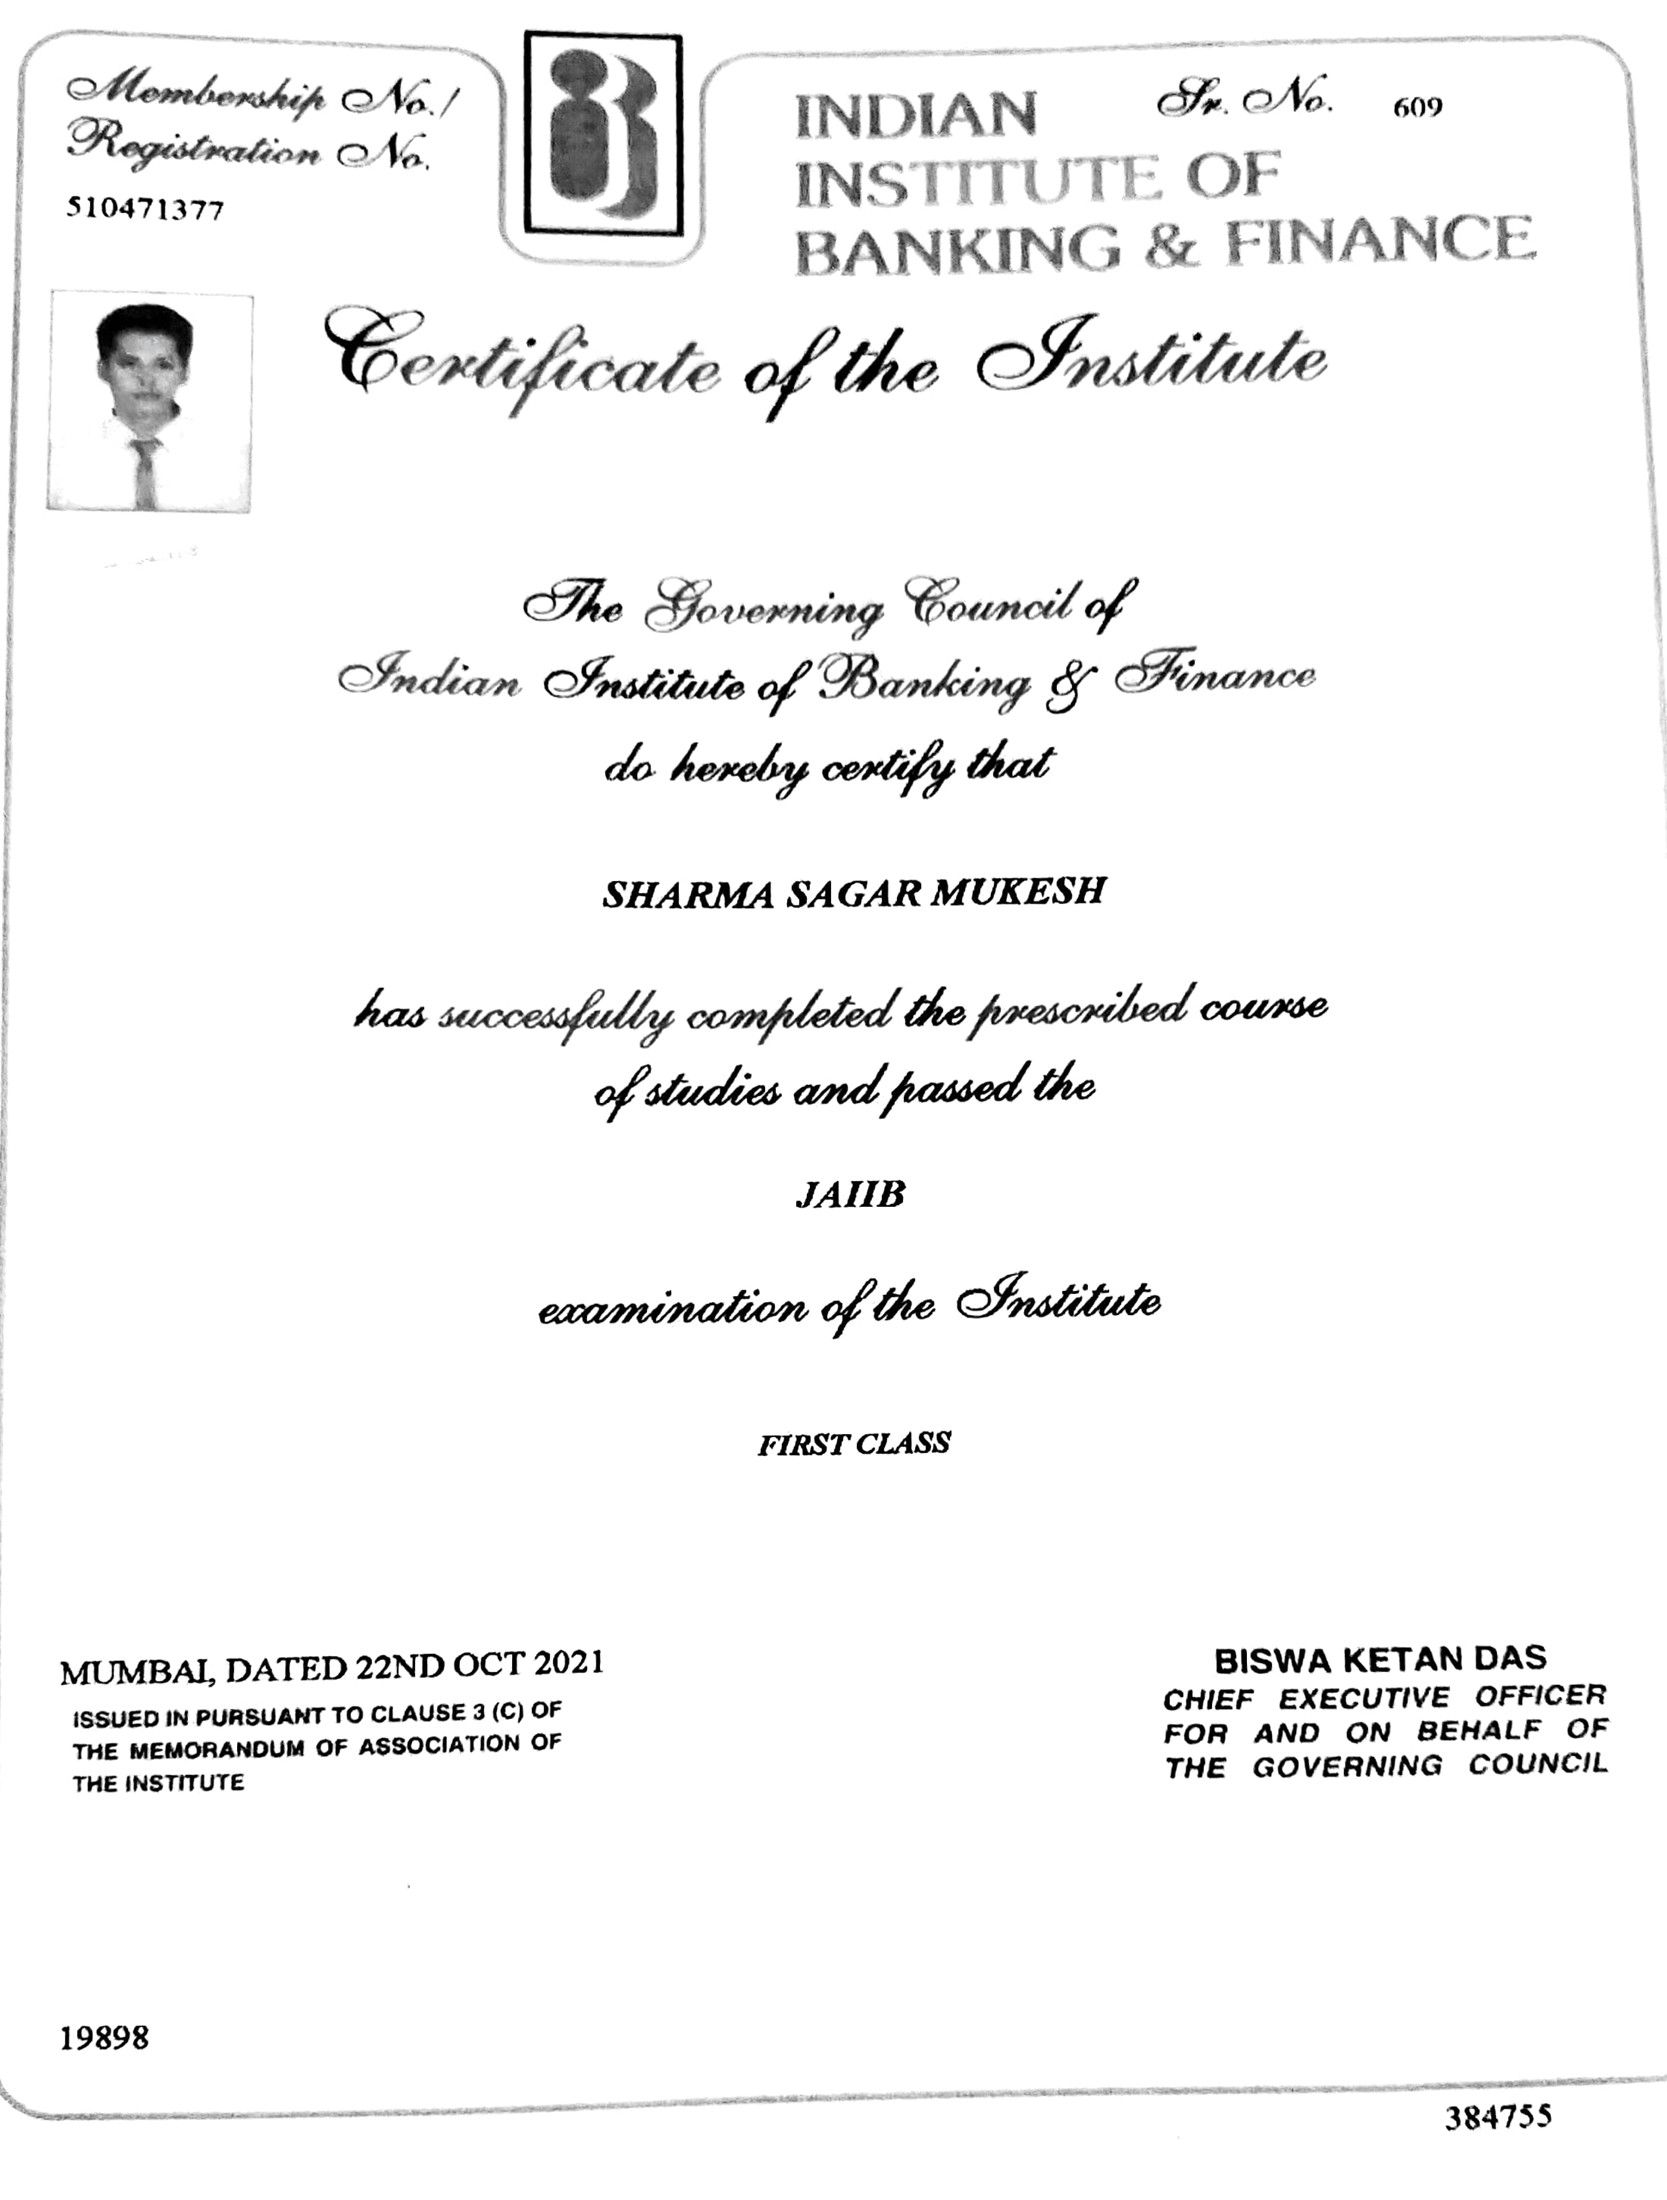 Membership No./
Registration No.
510471377
INDIAN
INSTITUTE OF
BANKING & FINANCE
Sr. No. 609
Certificate of the Institute
The Governing Council of
Indian Institute of Banking & Finance
do hereby certify that
SHARMA SAGAR MUKESH
has successfully completed the prescribed course
of studies and passed the
JAIIB
examination of the Institute
FIRST CLASS
MUMBAI, DATED 22ND OCT 2021
ISSUED IN PURSUANT TO CLAUSE 3 (C) OF
THE MEMORANDUM OF ASSOCIATION OF
THE INSTITUTE
BISWA KETAN DAS
CHIEF EXECUTIVE OFFICER
FOR AND ON BEHALF OF
THE GOVERNING COUNCIL
19898
384755